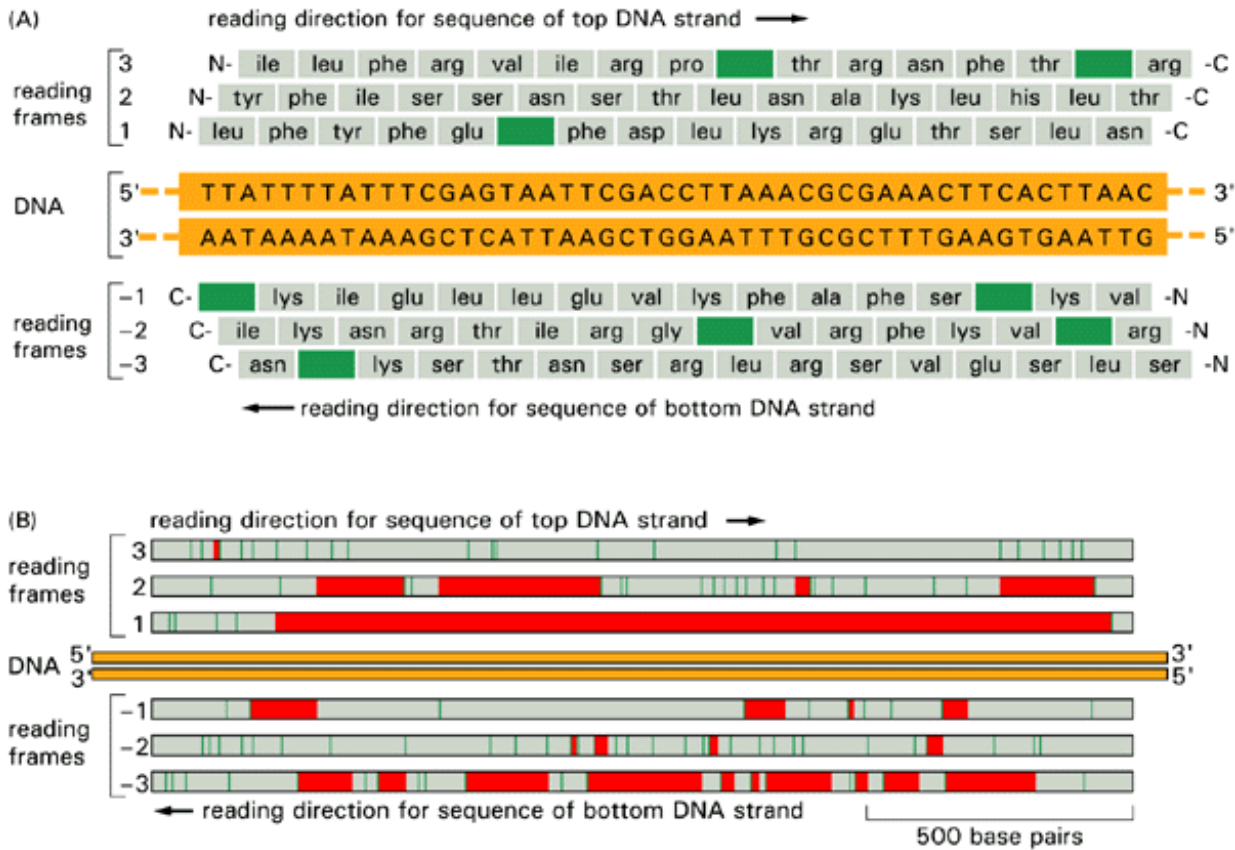 (A) reading direction for sequence of top DNA strand
reading frames
3 N- ile leu phe arg val ile arg pro thr arg asn phe thr arg -C
2 N- tyr phe ile ser ser asn ser thr leu asn ala lys leu his leu thr -C
1 N- leu phe tyr phe glu phe asp leu lys arg glu thr ser leu asn -C
DNA
5' TTATTTTATTTCGAGTAATTCGACCTTAAACGCGAAACTTCACTTAAC 3'
3' AATAAAATAAAGCTCATTAAGCTGGAATTTGCGCTTTGAAGTGAATTG 5'
reading frames
–1 C- lys ile glu leu leu glu val lys phe ala phe ser lys val -N
–2 C- ile lys asn arg thr ile arg gly val arg phe lys val arg -N
–3 C- asn lys ser thr asn ser arg leu arg ser val glu ser leu ser -N
reading direction for sequence of bottom DNA strand
(B) reading direction for sequence of top DNA strand
reading frames
3
2
1
DNA
5' 3'
3' 5'
reading frames
–1
–2
–3
reading direction for sequence of bottom DNA strand
500 base pairs